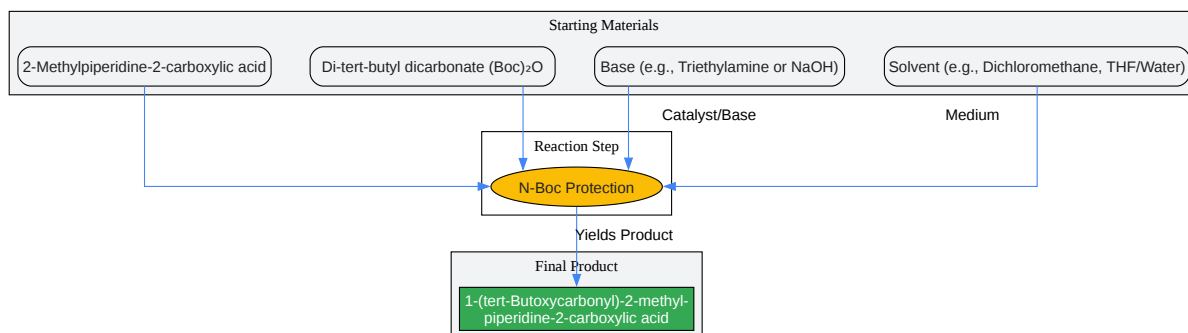 Starting Materials
2-Methylpiperidine-2-carboxylic acid
Di-tert-butyl dicarbonate (Boc)₂O
Base (e.g., Triethylamine or NaOH)
Solvent (e.g., Dichloromethane, THF/Water)
Catalyst/Base
Medium
Reaction Step
N-Boc Protection
Yields Product
Final Product
1-(tert-Butoxycarbonyl)-2-methyl-
piperidine-2-carboxylic acid